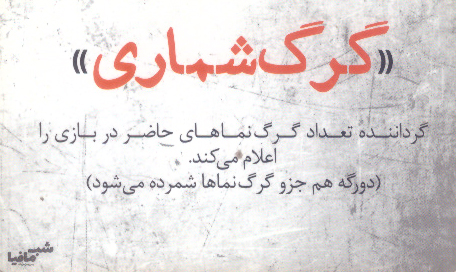 «گرگ‌شماری»
گرداننده تعداد گرگ‌نماهای حاضر در بازی را
اعلام می‌کند.
(دورگه هم جزو گرگ‌نماها شمرده می‌شود)
شب مافیا